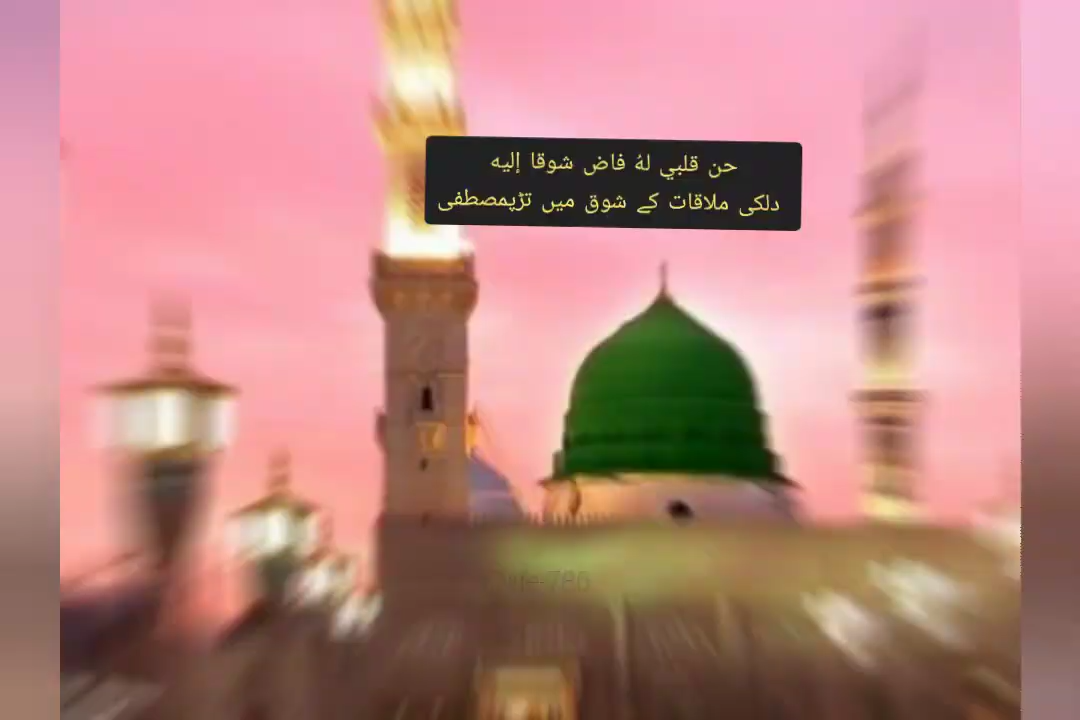 حن قلبي لهُ فاض شوقا إليه
دلکی ملاقات کے شوق میں تڑپمصطفی